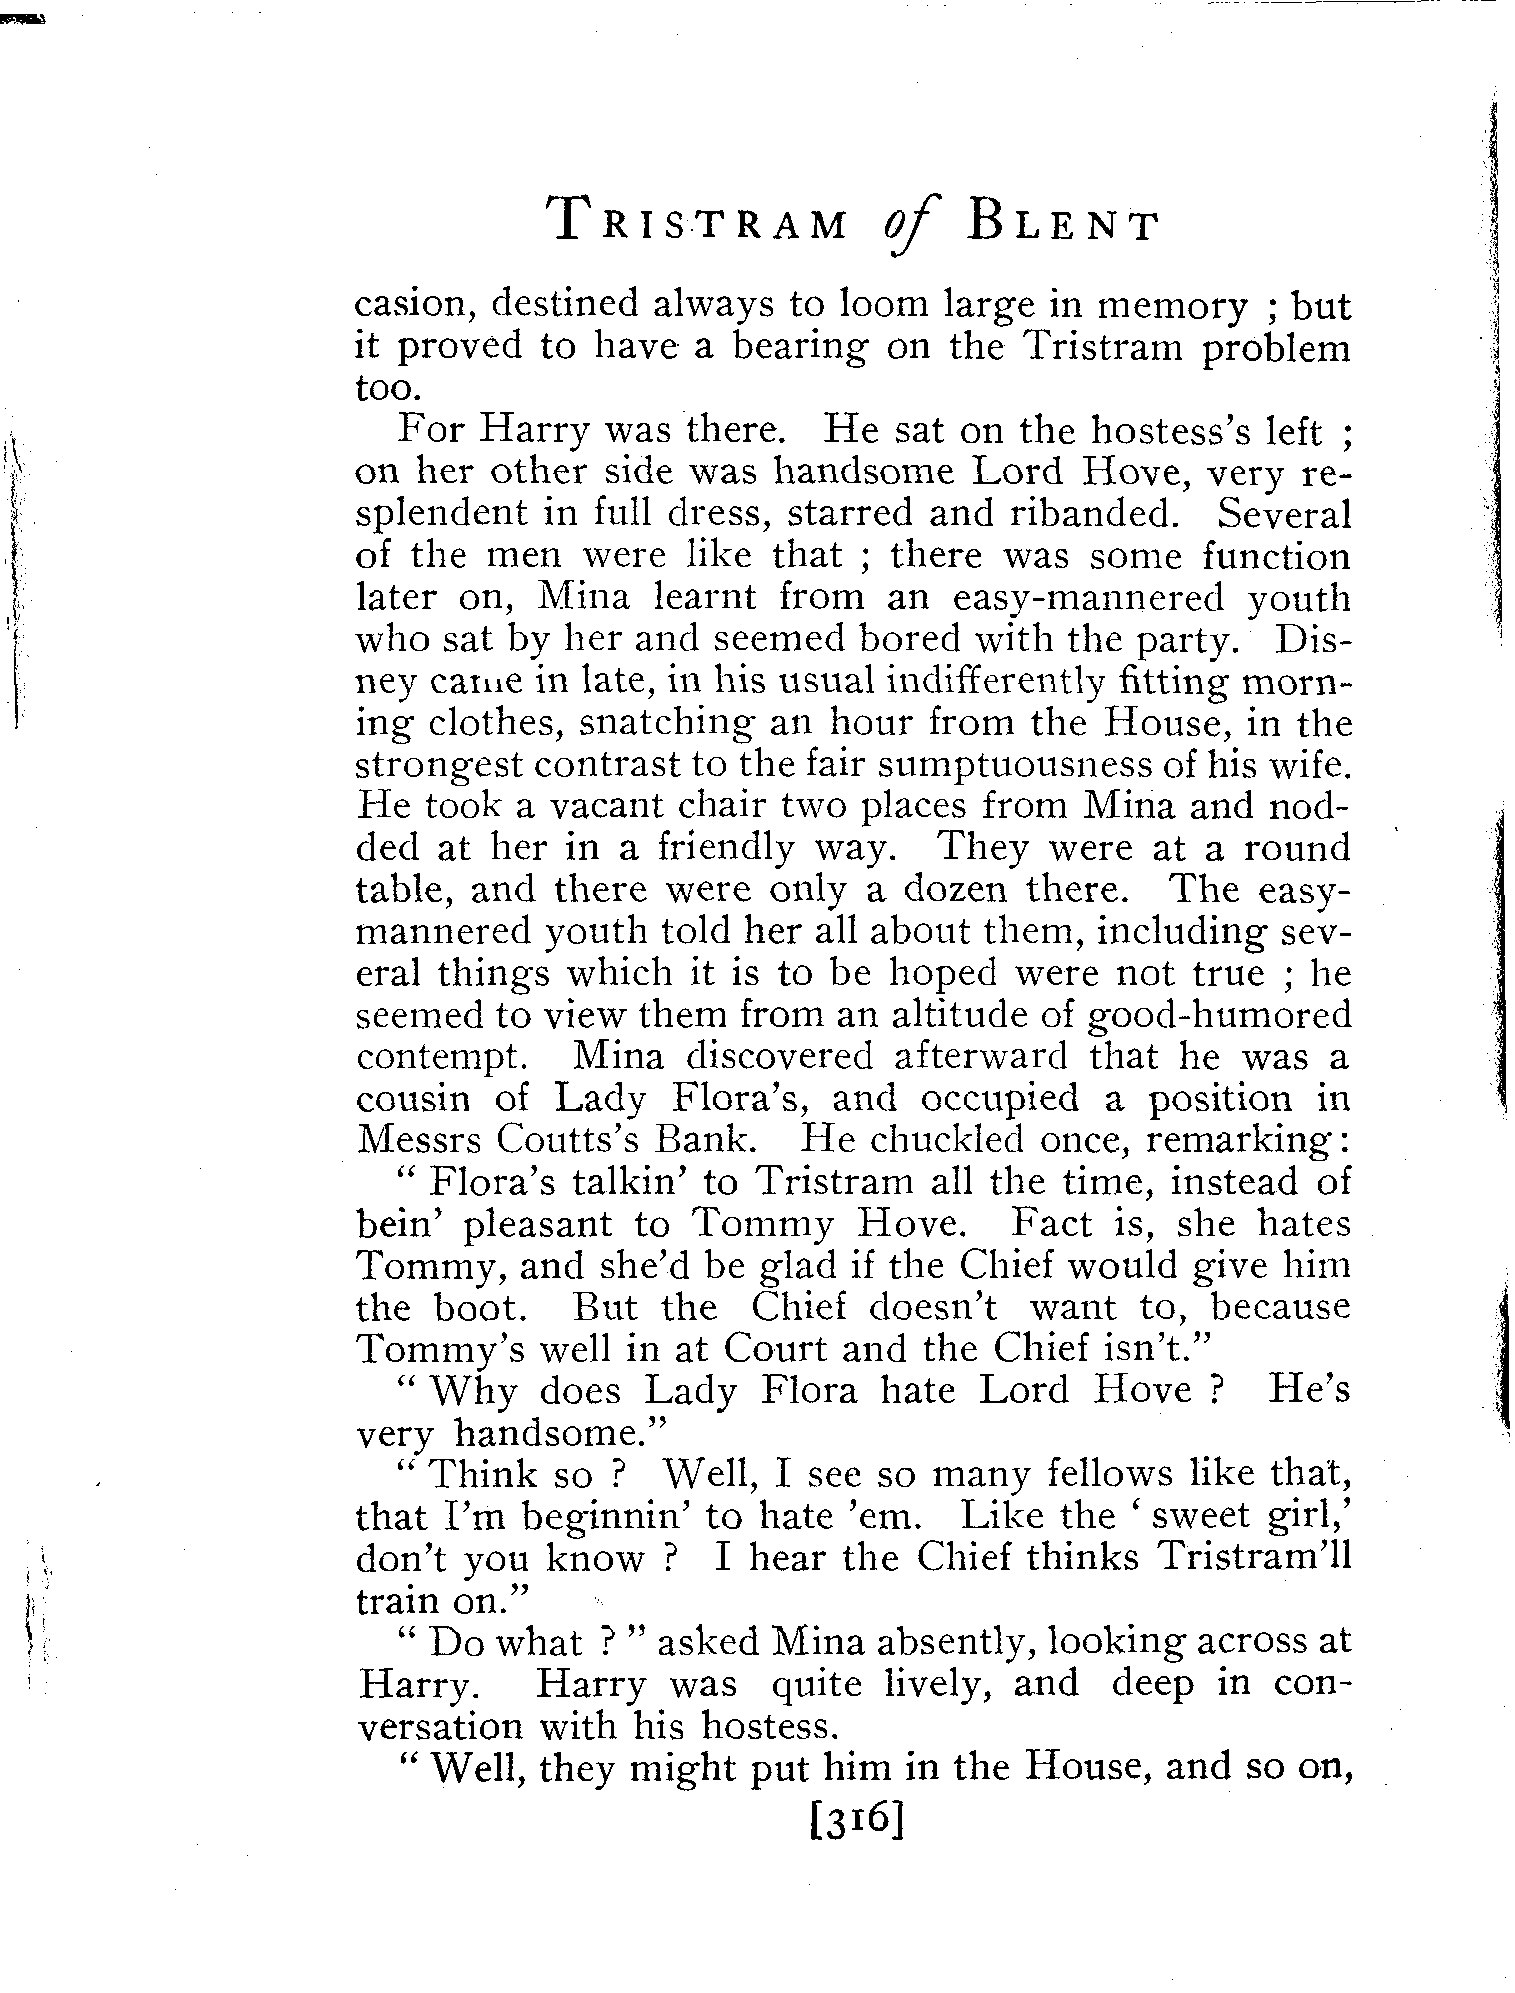 TRISTRAM of BLENT
casion, destined always to loom large in memory ; but
it proved to have a bearing on the Tristram problem
too.
For Harry was there. He sat on the hostess's left ;
on her other side was handsome Lord Hove, very re-
splendent in full dress, starred and ribanded. Several
of the men were like that ; there was some function
later on, Mina learnt from an easy-mannered youth
who sat by her and seemed bored with the party. Dis-
ney came in late, in his usual indifferently fitting morn-
ing clothes, snatching an hour from the House, in the
strongest contrast to the fair sumptuousness of his wife.
He took a vacant chair two places from Mina and nod-
ded at her in a friendly way. They were at a round
table, and there were only a dozen there. The easy-
mannered youth told her all about them, including sev-
eral things which it is to be hoped were not true ; he
seemed to view them from an altitude of good-humored
contempt. Mina discovered afterward that he was a
cousin of Lady Flora's, and occupied a position in
Messrs Coutts's Bank. He chuckled once, remarking:
“ Flora's talkin' to Tristram all the time, instead of
bein' pleasant to Tommy Hove. Fact is, she hates
Tommy, and she'd be glad if the Chief would give him
the boot. But the Chief doesn't want to, because
Tommy's well in at Court and the Chief isn't.”
“ Why does Lady Flora hate Lord Hove ? He's
very handsome.”
“ Think so ? Well, I see so many fellows like that,
that I'm beginnin' to hate 'em. Like the ‘ sweet girl,’
don't you know ? I hear the Chief thinks Tristram'll
train on.”
“ Do what ? ” asked Mina absently, looking across at
Harry. Harry was quite lively, and deep in con-
versation with his hostess.
“ Well, they might put him in the House, and so on,
[316]